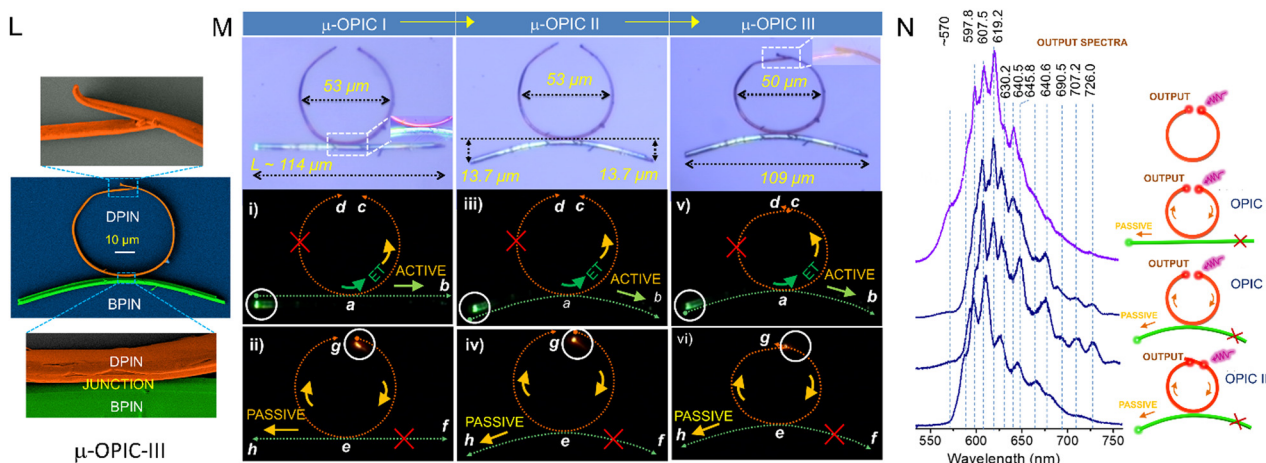 L
DPIN
10 µm
BPIN
DPIN
JUNCTION
BPIN
µ-OPIC-III
M
µ-OPIC I
µ-OPIC II
µ-OPIC III
53 µm
53 µm
50 µm
L ~ 114 µm
13.7 µm
13.7 µm
109 µm
i)
d
c
ET
ACTIVE
a
b
iii)
d
c
ET
ACTIVE
a
b
v)
d
c
ET
ACTIVE
a
b
ii)
g
PASSIVE
h
e
f
iv)
g
PASSIVE
h
e
f
vi)
g
PASSIVE
h
e
f
N
~570
597.8
607.5
619.2
OUTPUT SPECTRA
630.2
640.5
645.8
640.6
690.5
707.2
726.0
OUTPUT
OUTPUT
OPIC
PASSIVE
OUTPUT
OPIC
PASSIVE
OUTPUT
OPIC II
PASSIVE
550
600
650
700
750
Wavelength (nm)